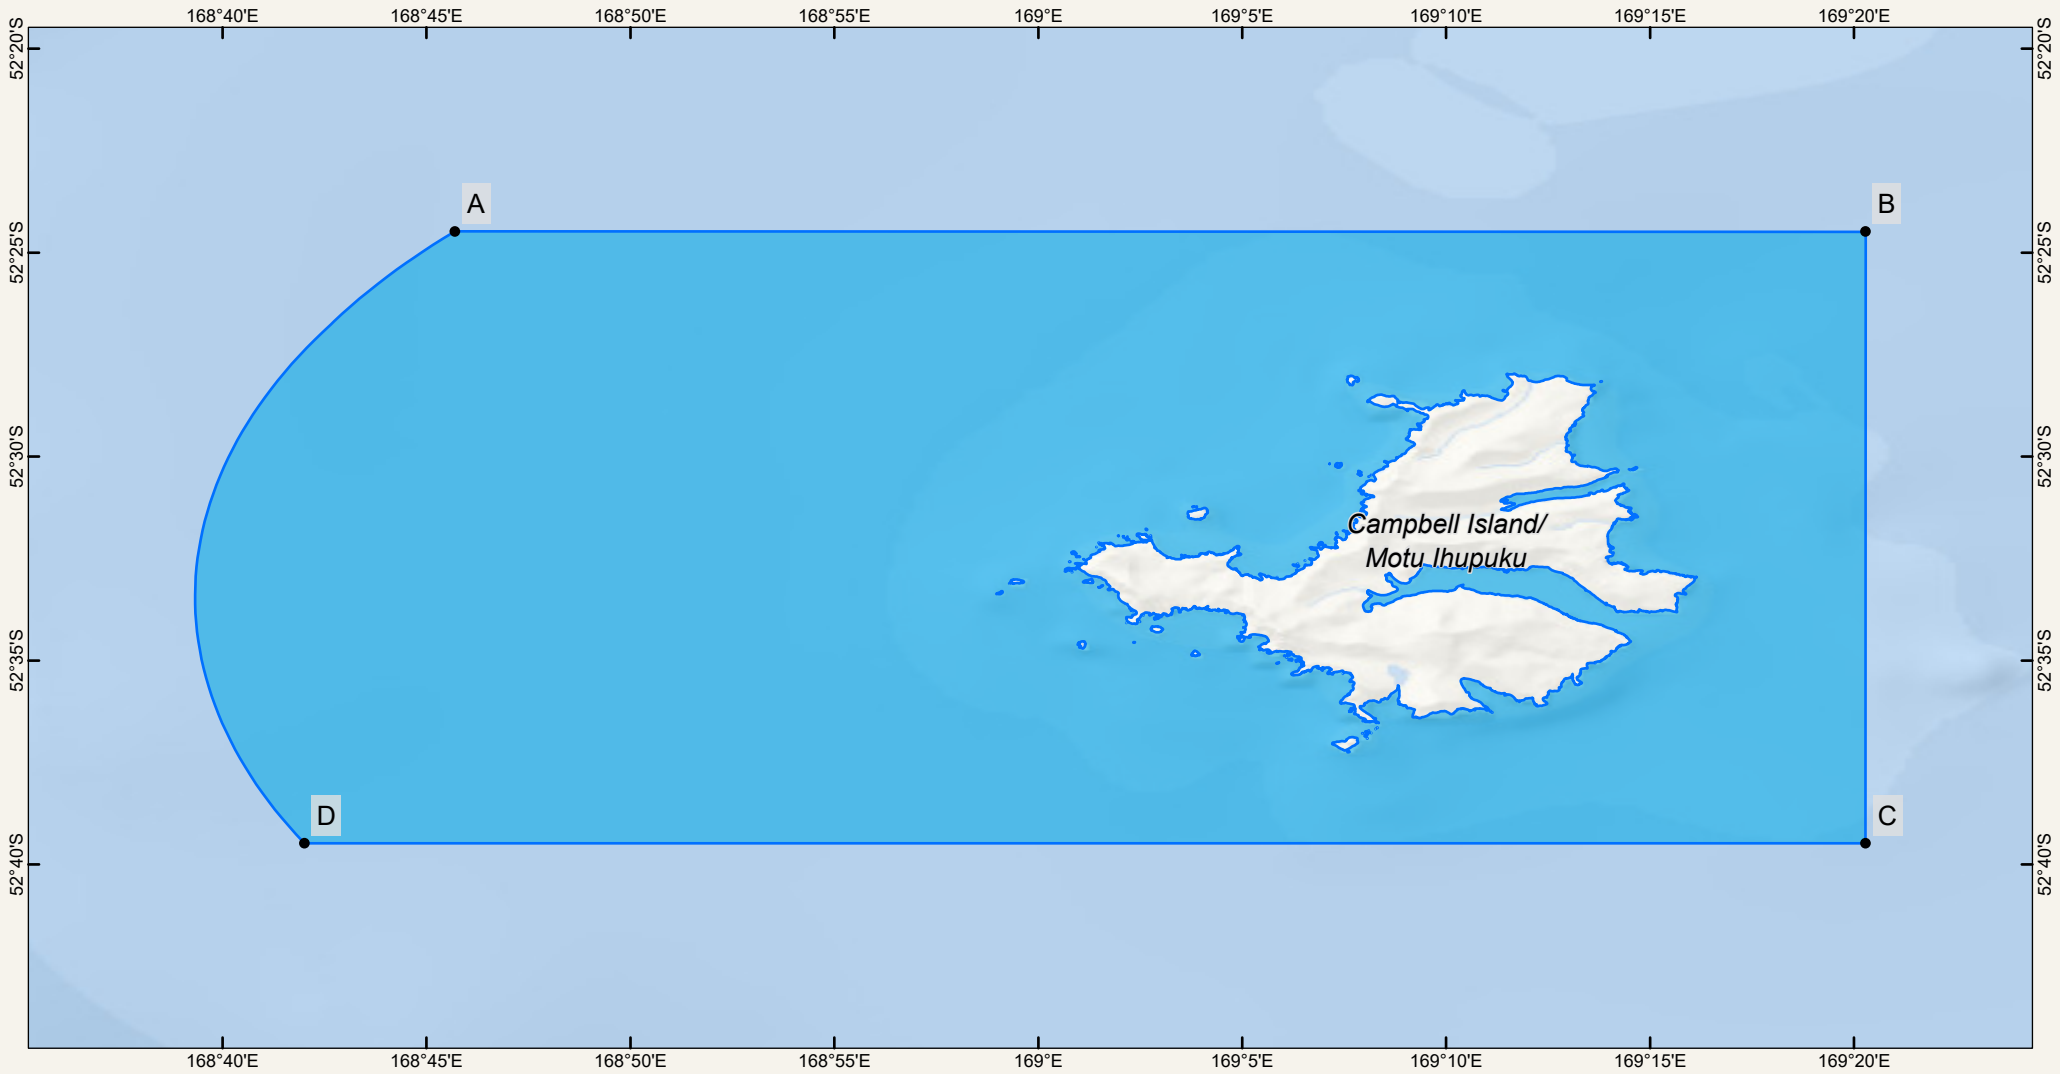 168°40'E 168°45'E 168°50'E 168°55'E 169°E 169°5'E 169°10'E 169°15'E 169°20'E
52°20'S 52°20'S
A B
52°25'S 52°25'S
52°30'S 52°30'S
Campbell Island/
Motu Ihupuku
52°35'S 52°35'S
D C
52°40'S 52°40'S
168°40'E 168°45'E 168°50'E 168°55'E 169°E 169°5'E 169°10'E 169°15'E 169°20'E